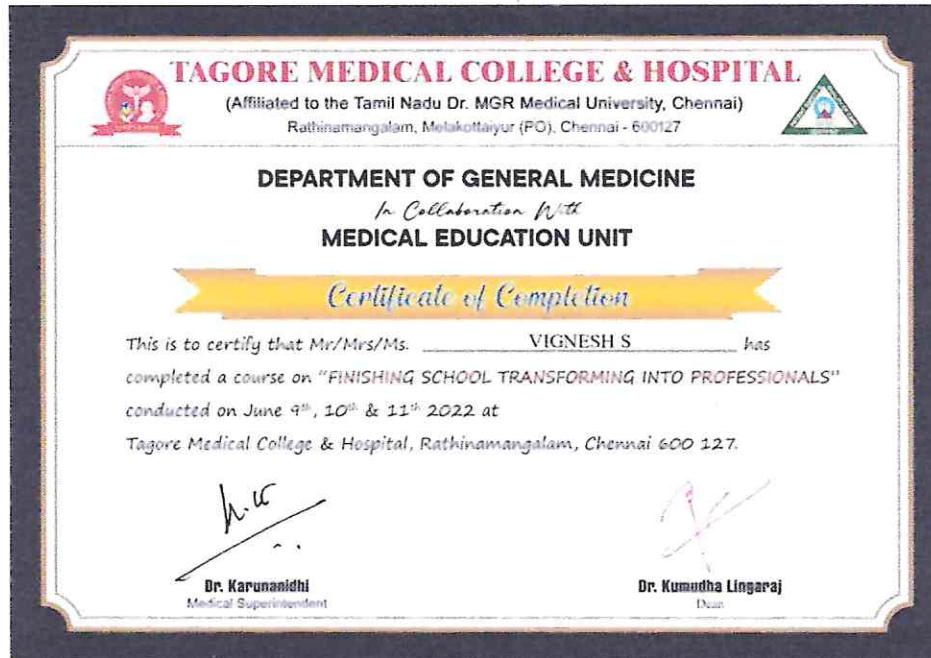 TAGORE MEDICAL COLLEGE & HOSPITAL
(Affiliated to the Tamil Nadu Dr. MGR Medical University, Chennai)
Rathinamangalam, Melakottaiyur (PO), Chennai - 600127
DEPARTMENT OF GENERAL MEDICINE
In Collaboration With
MEDICAL EDUCATION UNIT
Certificate of Completion
This is to certify that Mr/Mrs/Ms. VIGNESH S has
completed a course on "FINISHING SCHOOL TRANSFORMING INTO PROFESSIONALS"
conducted on June 9th, 10th & 11th 2022 at
Tagore Medical College & Hospital, Rathinamangalam, Chennai 600 127.
Dr. Karunanidhi
Medical Superintendent
Dr. Kumudha Lingaraj
Dean